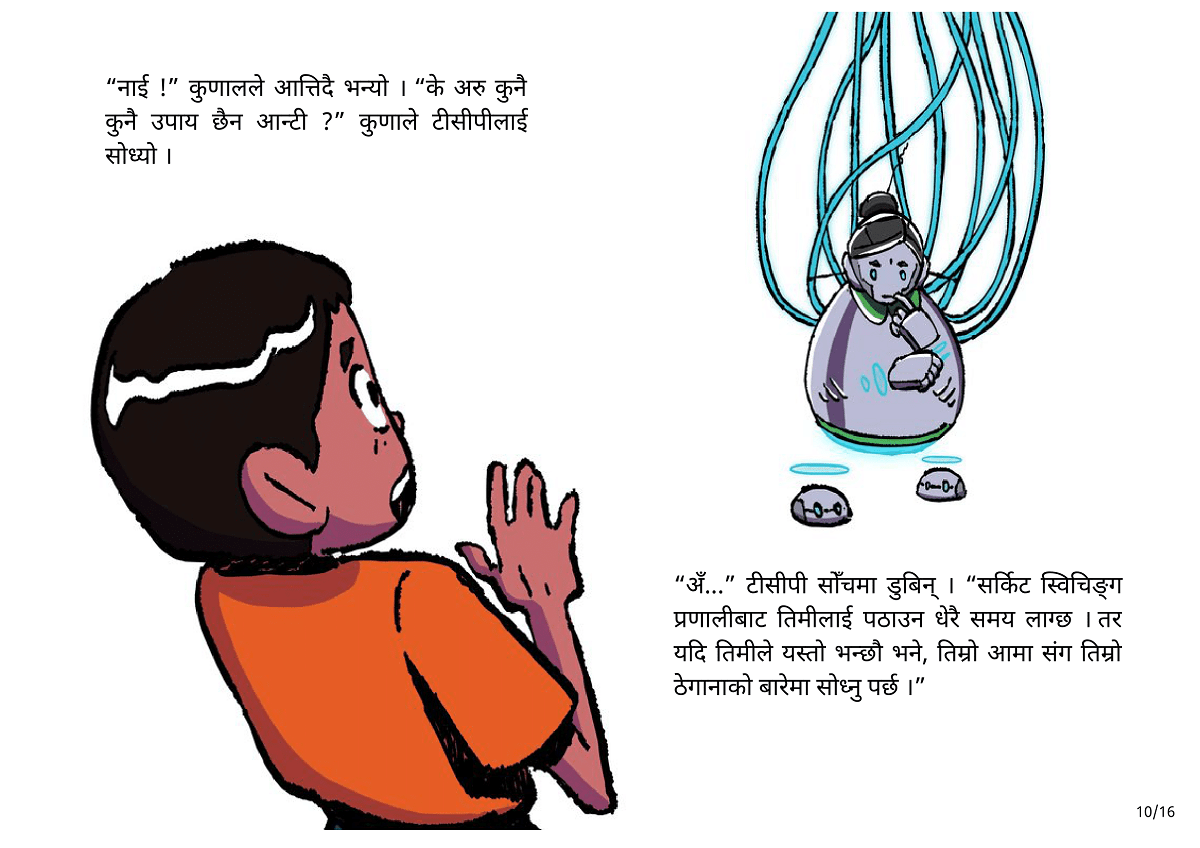 “नाई !” कुणालले आत्तिदै भन्यो । “के अरु कुनै
कुनै उपाय छैन आन्टी ?” कुणाले टीसीपीलाई
सोध्यो ।
“अँ...” टीसीपी सोँचमा डुबिन् । “सर्किट स्विचिङ्ग
प्रणालीबाट तिमीलाई पठाउन धेरै समय लाग्छ । तर
यदि तिमीले यस्तो भन्छौ भने, तिम्रो आमा संग तिम्रो
ठेगानाको बारेमा सोध्नु पर्छ ।”
10/16